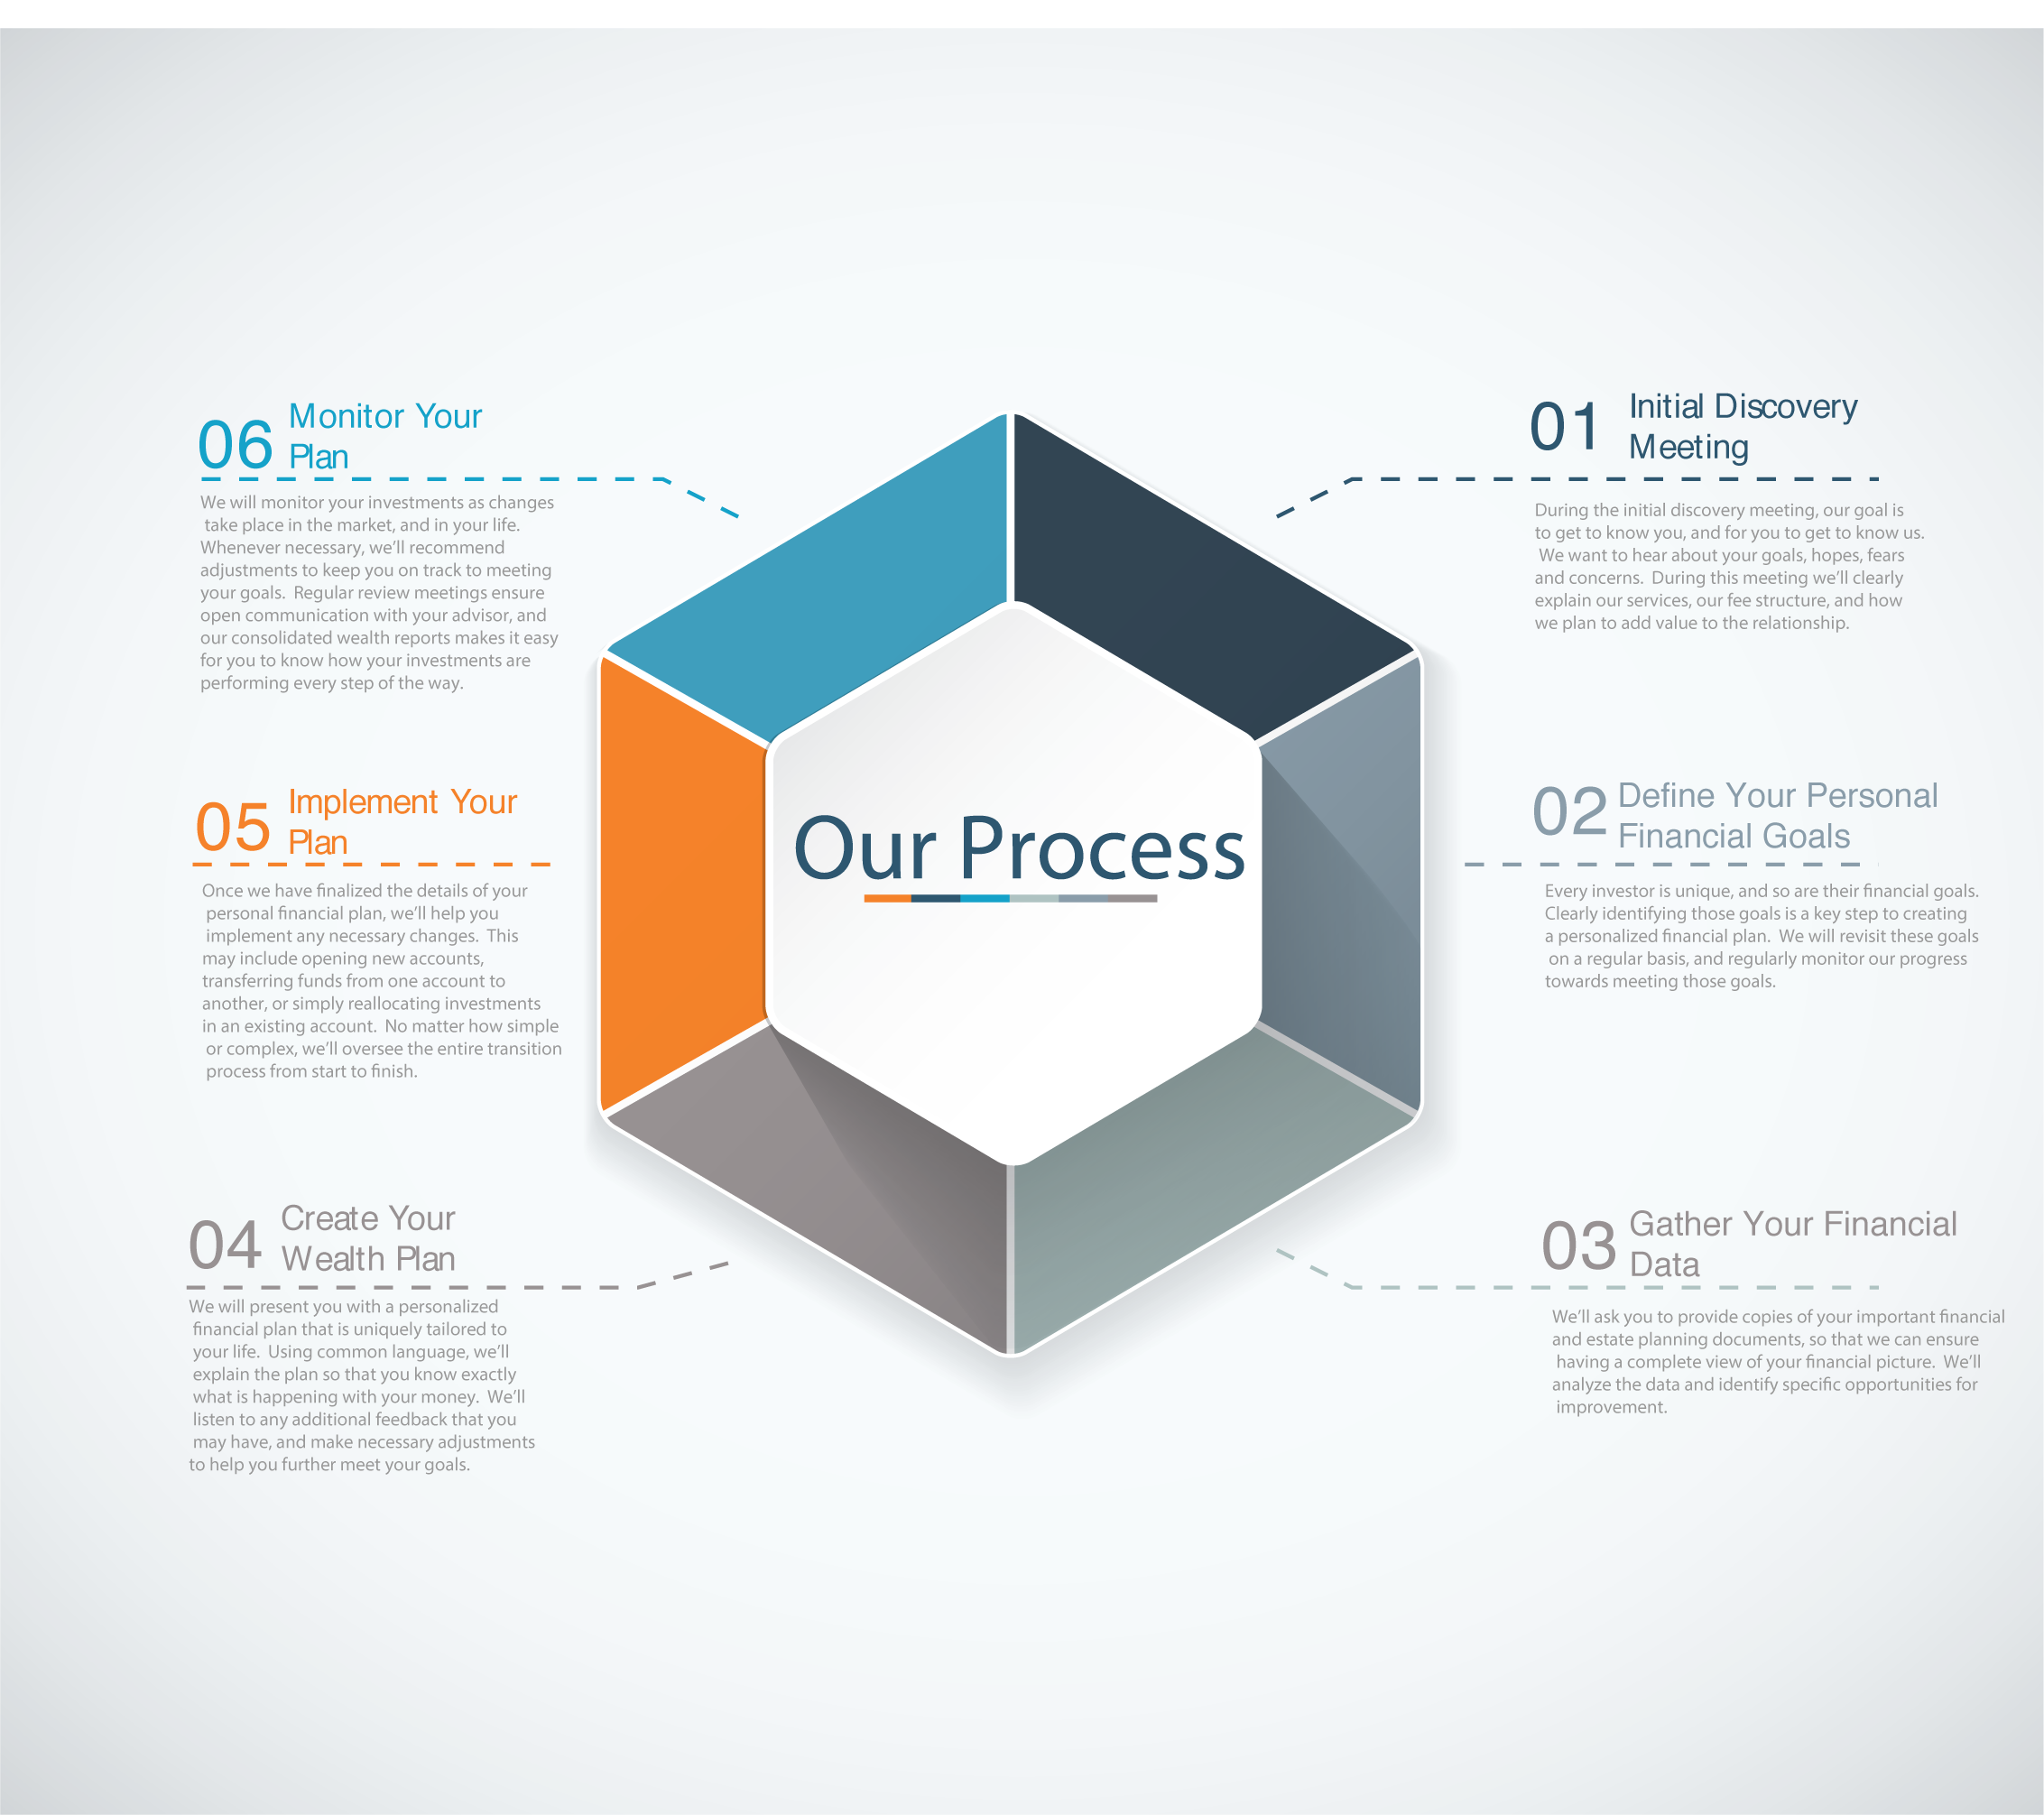 Our Process
01
Initial Discovery
Meeting
During the initial discovery meeting, our goal is
to get to know you, and for you to get to know us.
We want to hear about your goals, hopes, fears
and concerns. During this meeting we'll clearly
explain our services, our fee structure, and how
we plan to add value to the relationship.
02
Define Your Personal
Financial Goals
Every investor is unique, and so are their financial goals.
Clearly identifying those goals is a key step to creating
a personalized financial plan. We will revisit these goals
on a regular basis, and regularly monitor our progress
towards meeting those goals.
03
Gather Your Financial
Data
We'll ask you to provide copies of your important financial
and estate planning documents, so that we can ensure
having a complete view of your financial picture. We'll
analyze the data and identify specific opportunities for
improvement.
04
Create Your
Wealth Plan
We will present you with a personalized
financial plan that is uniquely tailored to
your life. Using common language, we'll
explain the plan so that you know exactly
what is happening with your money. We'll
listen to any additional feedback that you
may have, and make necessary adjustments
to help you further meet your goals.
05
Implement Your
Plan
Once we have finalized the details of your
personal financial plan, we'll help you
implement any necessary changes. This
may include opening new accounts,
transferring funds from one account to
another, or simply reallocating investments
in an existing account. No matter how simple
or complex, we'll oversee the entire transition
process from start to finish.
06
Monitor Your
Plan
We will monitor your investments as changes
take place in the market, and in your life.
Whenever necessary, we'll recommend
adjustments to keep you on track to meeting
your goals. Regular review meetings ensure
open communication with your advisor, and
our consolidated wealth reports makes it easy
for you to know how your investments are
performing every step of the way.